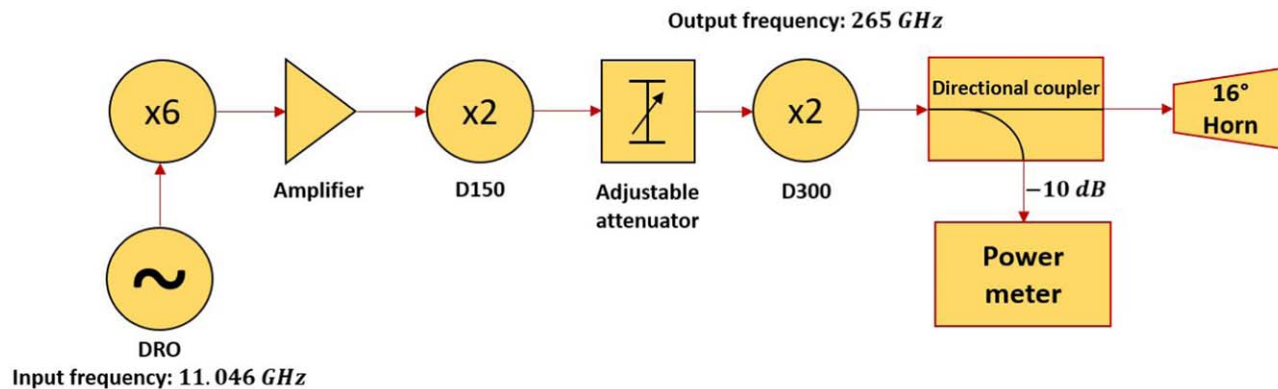 Output frequency: 265 GHz
x6
x2
x2
Directional coupler
16°
Horn
Amplifier
D150
Adjustable
attenuator
D300
−10 dB
Power
meter
DRO
Input frequency: 11.046 GHz